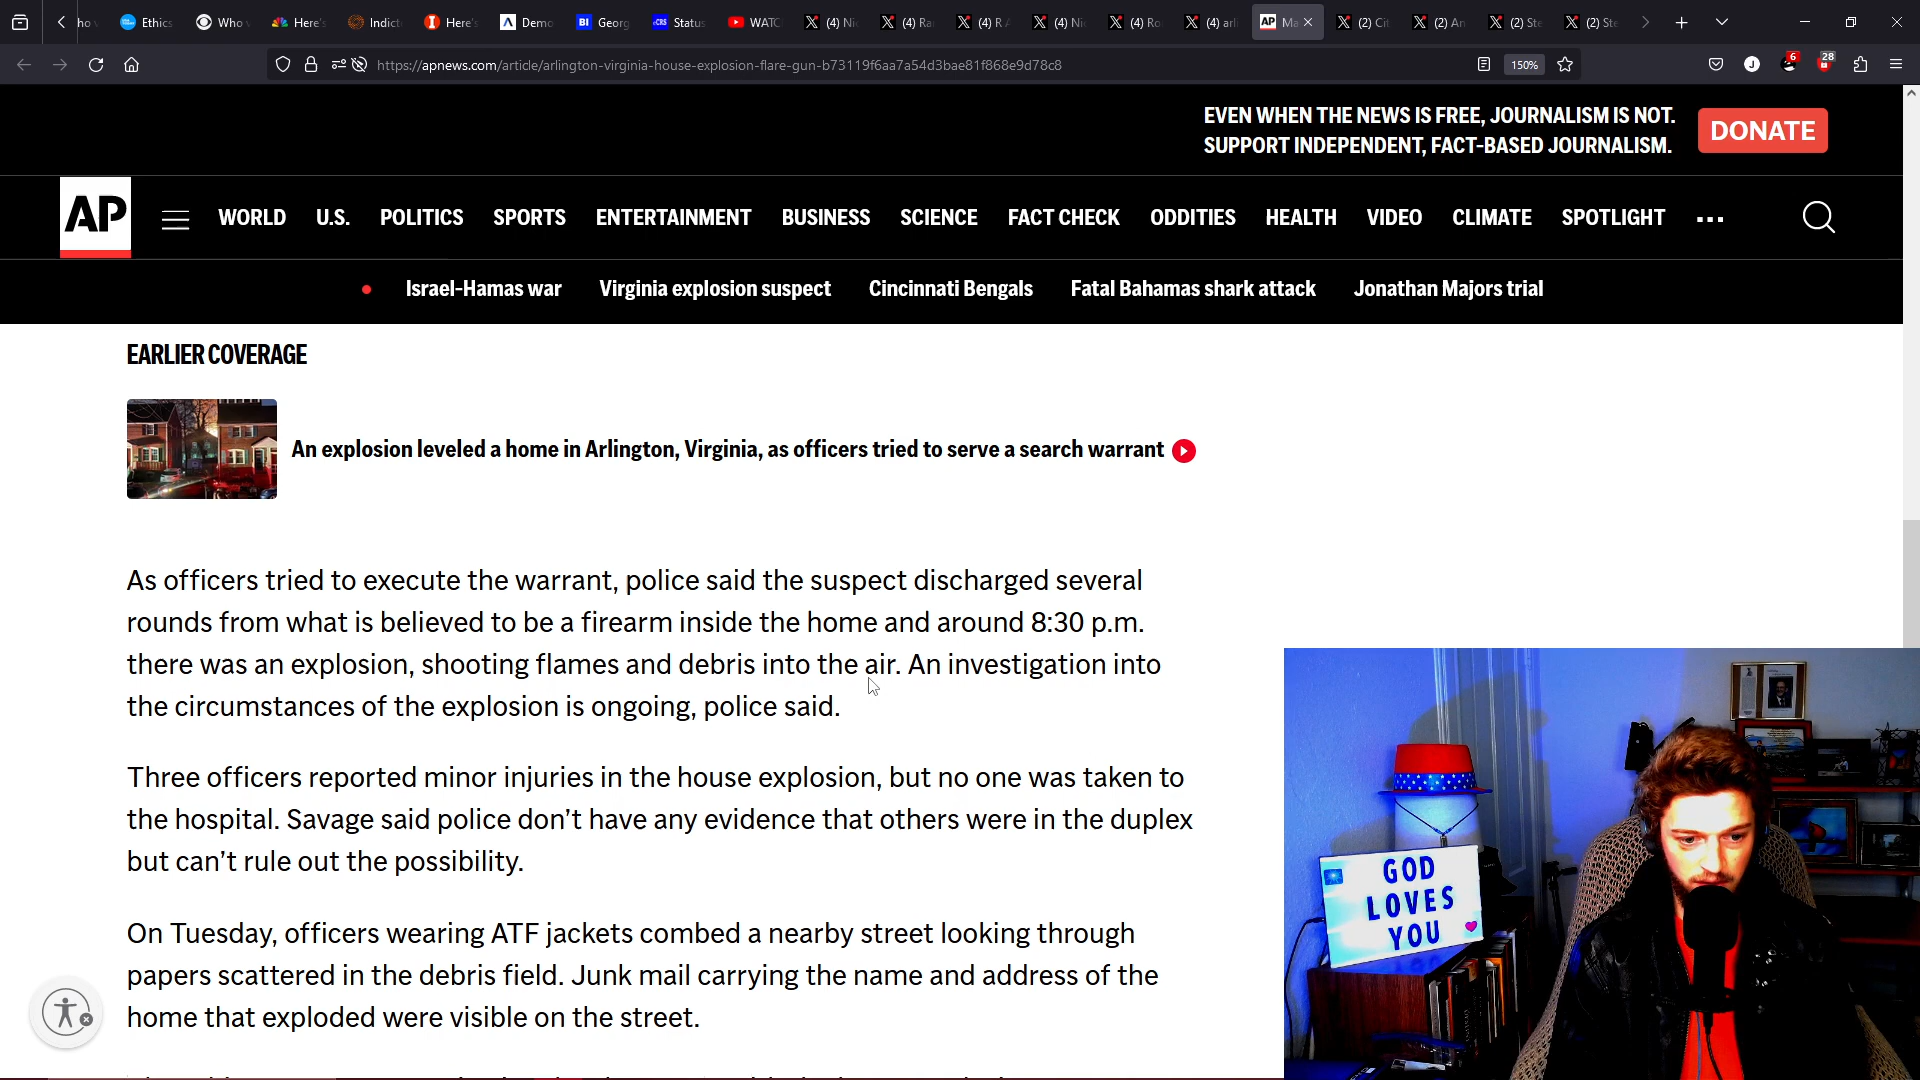 ho v
Ethics
Who v
Here's
Indict
Here's
Demo
BI Georg
CRS Status
WATC
(4) Ni
(4) Ra
(4) R A
(4) Ni
(4) Ro
(4) arl
AP Ma
(2) Cit
(2) An
(2) Ste
(2) Ste
https://apnews.com/article/arlington-virginia-house-explosion-flare-gun-b73119f6aa7a54d3bae81f868e9d78c8
150%
J
6
28
EVEN WHEN THE NEWS IS FREE, JOURNALISM IS NOT.
SUPPORT INDEPENDENT, FACT-BASED JOURNALISM.
DONATE
AP
WORLD U.S. POLITICS SPORTS ENTERTAINMENT BUSINESS SCIENCE FACT CHECK ODDITIES HEALTH VIDEO CLIMATE SPOTLIGHT
Israel-Hamas war Virginia explosion suspect Cincinnati Bengals Fatal Bahamas shark attack Jonathan Majors trial
EARLIER COVERAGE
An explosion leveled a home in Arlington, Virginia, as officers tried to serve a search warrant
As officers tried to execute the warrant, police said the suspect discharged several
rounds from what is believed to be a firearm inside the home and around 8:30 p.m.
there was an explosion, shooting flames and debris into the air. An investigation into
the circumstances of the explosion is ongoing, police said.
Three officers reported minor injuries in the house explosion, but no one was taken to
the hospital. Savage said police don't have any evidence that others were in the duplex
but can't rule out the possibility.
On Tuesday, officers wearing ATF jackets combed a nearby street looking through
papers scattered in the debris field. Junk mail carrying the name and address of the
home that exploded were visible on the street.
GOD
LOVES
YOU